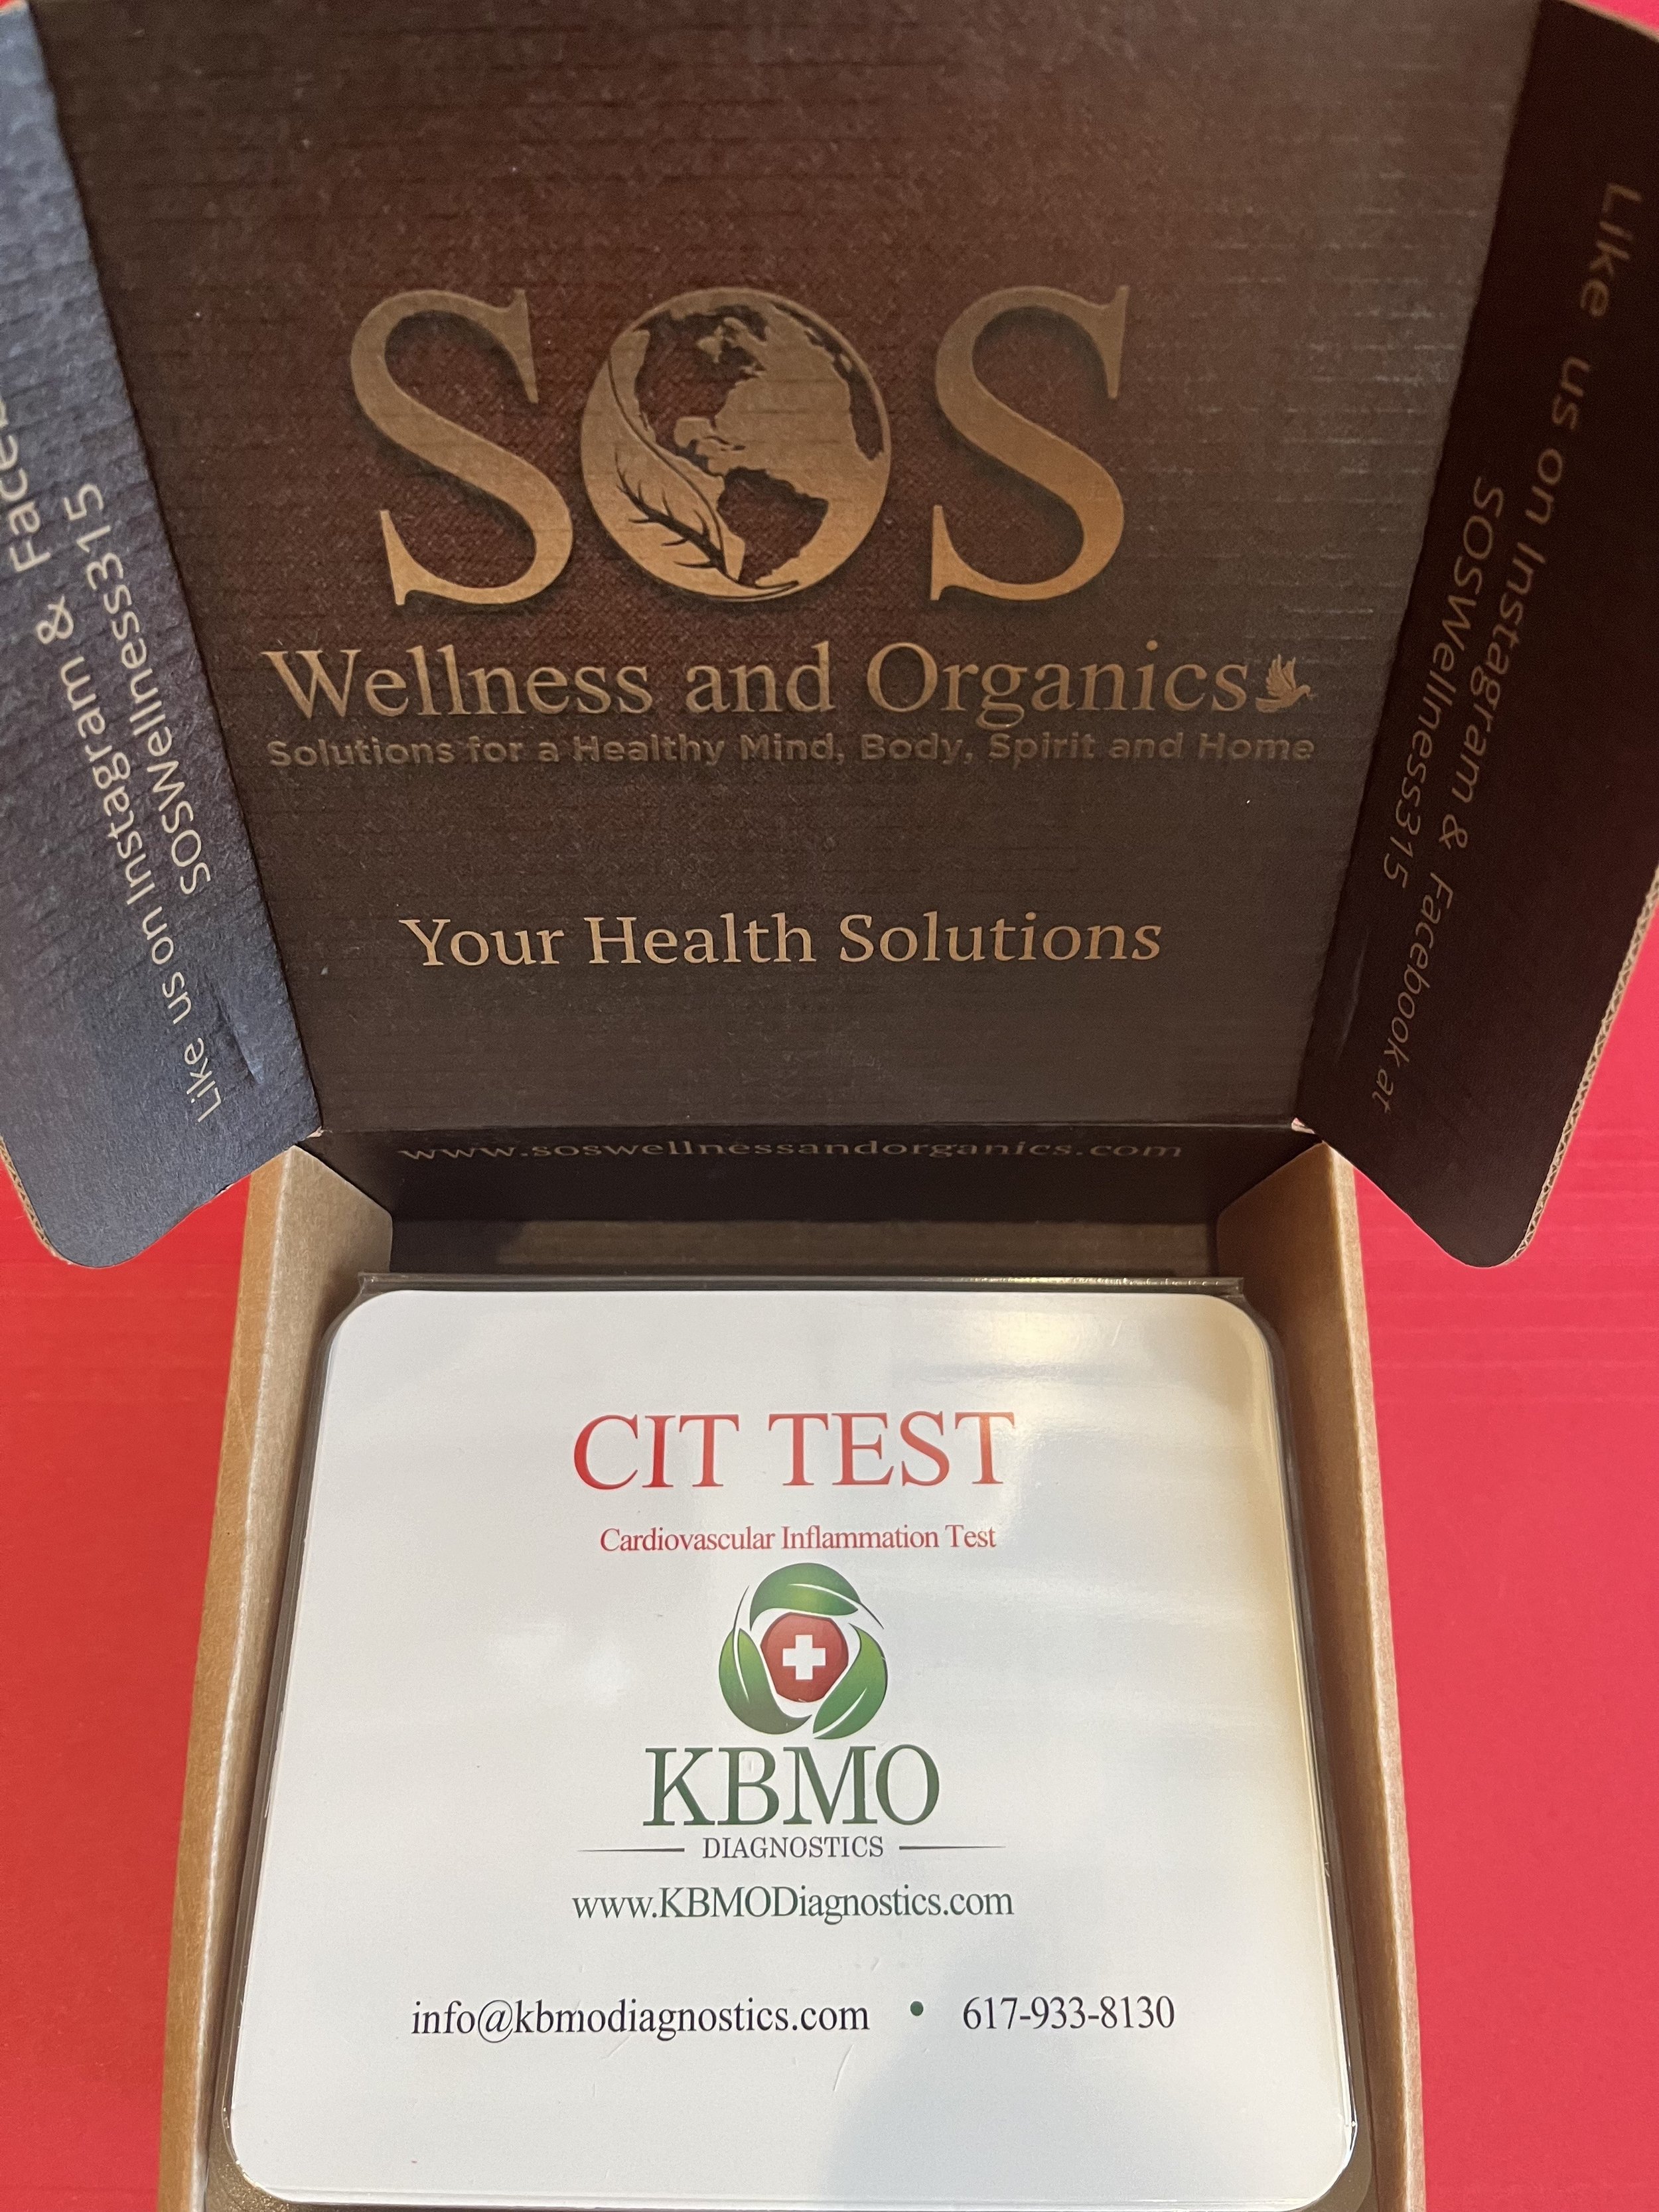 SOS
Wellness and Organics
Solutions for a Healthy Mind, Body, Spirit and Home
Your Health Solutions
Like us on Instagram &
SOSWellness315
Like us on Instagram & Facebook at
SOSWellness315
www.soswellnessandorganics.com
CIT TEST
Cardiovascular Inflammation Test
KBMO
DIAGNOSTICS
www.KBMODiagnostics.com
info@kbmodiagnostics.com • 617-933-8130